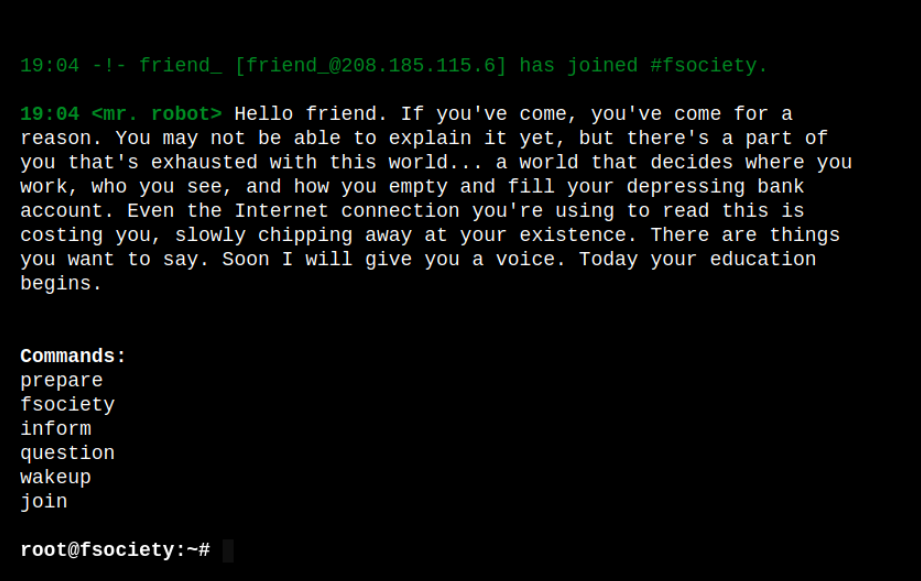 19:04 -!- friend_ [friend_@208.185.115.6] has joined #fsociety.
19:04 <mr. robot> Hello friend. If you've come, you've come for a
reason. You may not be able to explain it yet, but there's a part of
you that's exhausted with this world... a world that decides where you
work, who you see, and how you empty and fill your depressing bank
account. Even the Internet connection you're using to read this is
costing you, slowly chipping away at your existence. There are things
you want to say. Soon I will give you a voice. Today your education
begins.
Commands:
prepare
fsociety
inform
question
wakeup
join
root@fsociety:~#